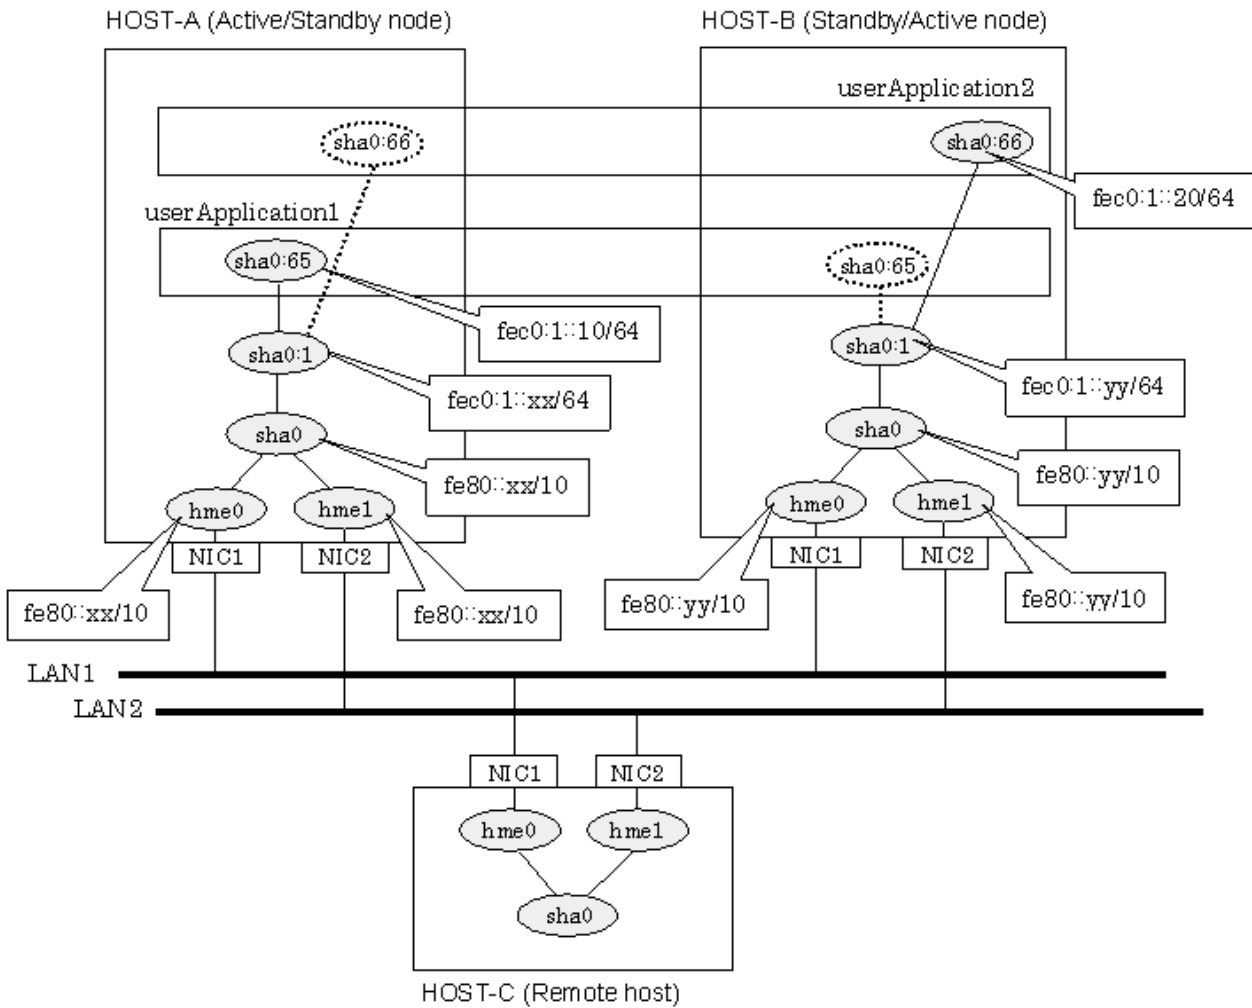 HOST-A (Active/Standby node)
HOST-B (Standby/Active node)
userApplication2
sha0:66
sha0:66
fec0:1::20/64
userApplication1
sha0:65
sha0:65
fec0:1::10/64
sha0:1
sha0:1
fec0:1::xx/64
fec0:1::yy/64
sha0
sha0
fe80::xx/10
fe80::yy/10
hme0
hme1
hme0
hme1
NIC1
NIC2
NIC1
NIC2
fe80::xx/10
fe80::xx/10
fe80::yy/10
fe80::yy/10
LAN1
LAN2
NIC1
NIC2
hme0
hme1
sha0
HOST-C (Remote host)